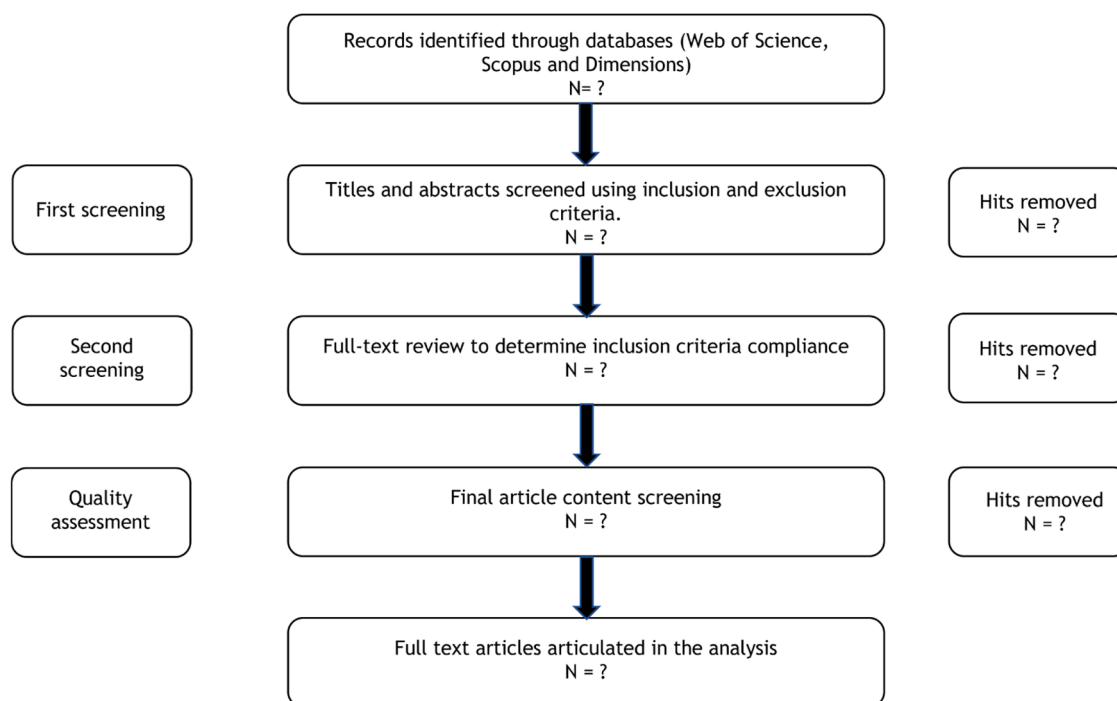 Records identified through databases (Web of Science,
Scopus and Dimensions)
N= ?
First screening
Titles and abstracts screened using inclusion and exclusion
criteria.
N = ?
Hits removed
N = ?
Second
screening
Full-text review to determine inclusion criteria compliance
N = ?
Hits removed
N = ?
Quality
assessment
Final article content screening
N = ?
Hits removed
N = ?
Full text articles articulated in the analysis
N = ?